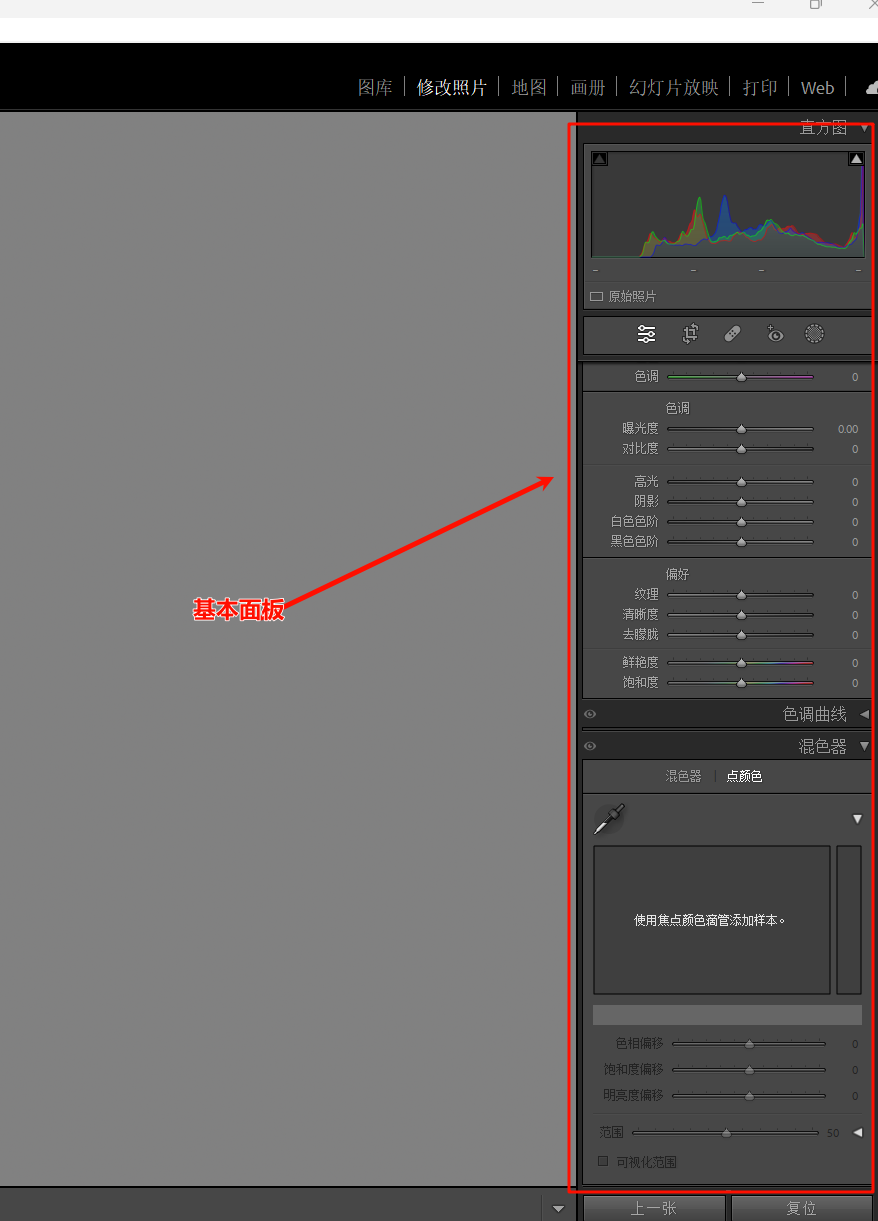 图库 修改照片 地图 画册 幻灯片放映 打印 Web
直方图
原始照片
色调 0
色调
曝光度 0.00
对比度 0
高光 0
阴影 0
白色色阶 0
黑色色阶 0
偏好
纹理 0
清晰度 0
去朦胧 0
鲜艳度 0
饱和度 0
基本面板
色调曲线
混色器
混色器 点颜色
使用焦点颜色滴管添加样本。
色相偏移 0
饱和度偏移 0
明亮度偏移 0
范围 50
可视化范围
上一张 复位